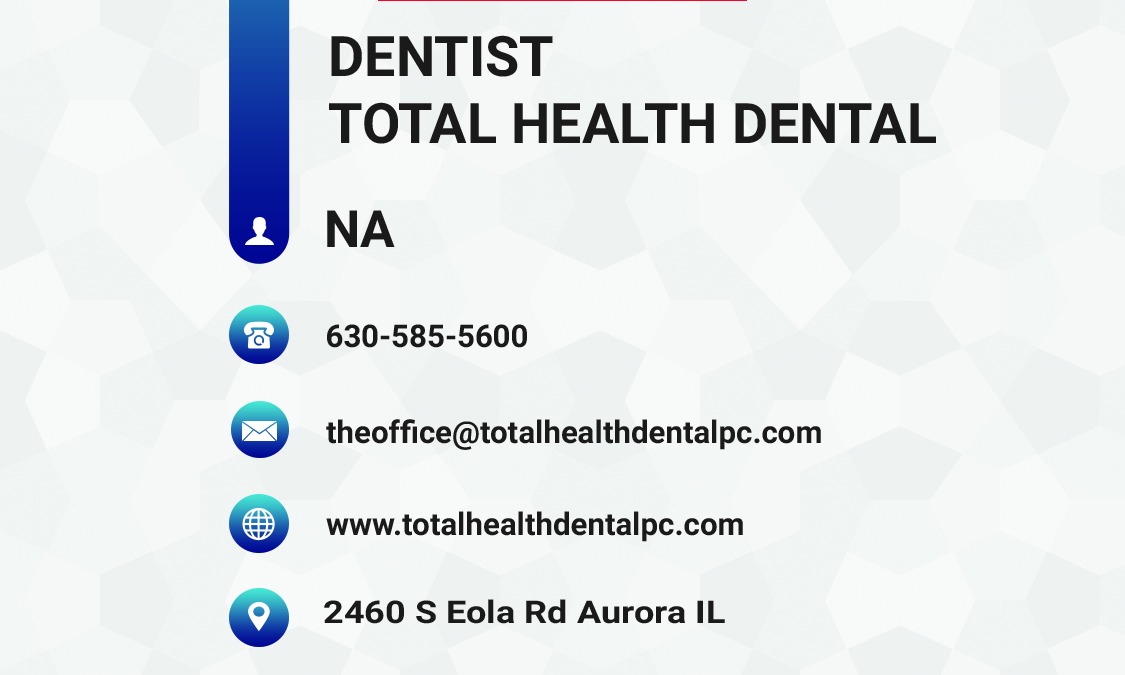 DENTIST
TOTAL HEALTH DENTAL
NA
630-585-5600
theoffice@totalhealthdentalpc.com
www.totalhealthdentalpc.com
2460 S Eola Rd Aurora IL